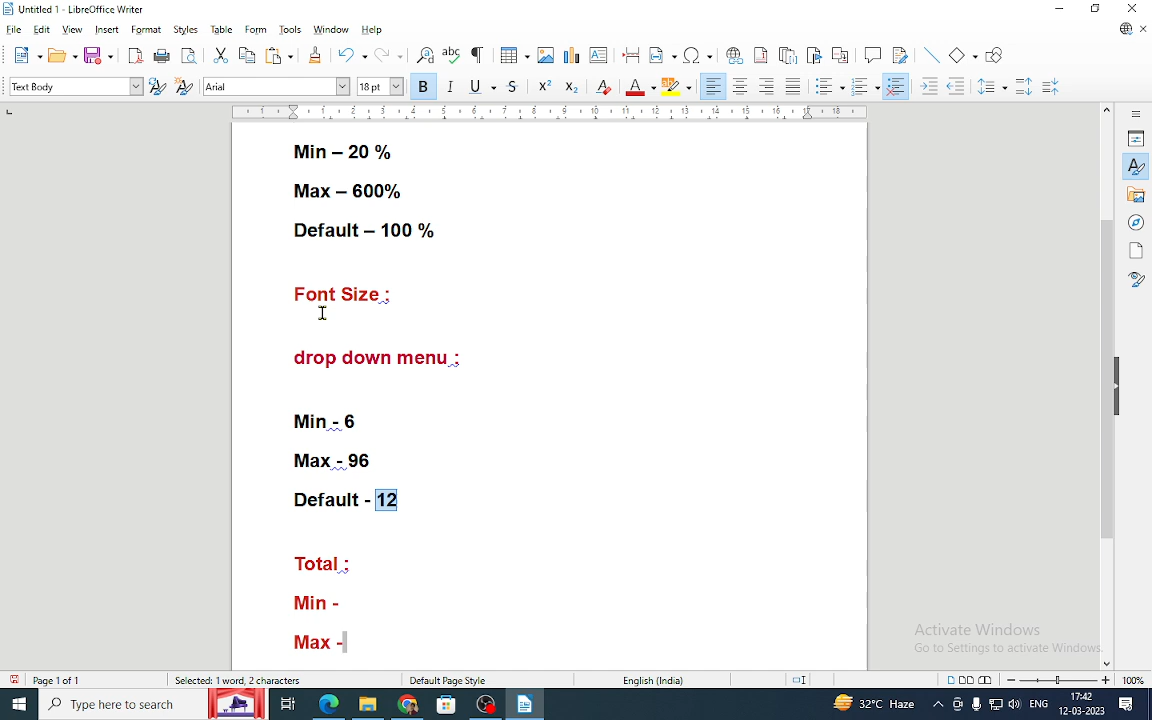 Untitled 1 - LibreOffice Writer
File Edit View Insert Format Styles Table Form Tools Window Help
Text Body Arial 18 pt
Min – 20 %
Max – 600%
Default – 100 %
Font Size ;
drop down menu ;
Min - 6
Max - 96
Default - 12
Total ;
Min -
Max -
Activate Windows
Go to Settings to activate Windows.
Page 1 of 1 Selected: 1 word, 2 characters Default Page Style English (India) 100%
Type here to search 32°C Haze ENG 17:42
12-03-2023